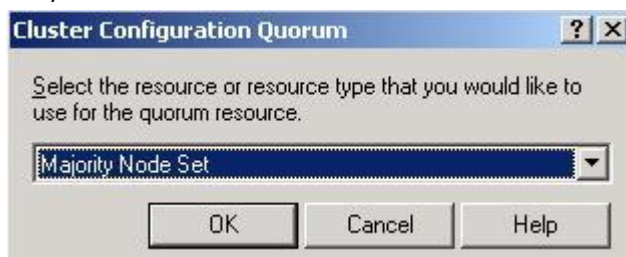 Cluster Configuration Quorum
Select the resource or resource type that you would like to
use for the quorum resource.
Majority Node Set
OK Cancel Help